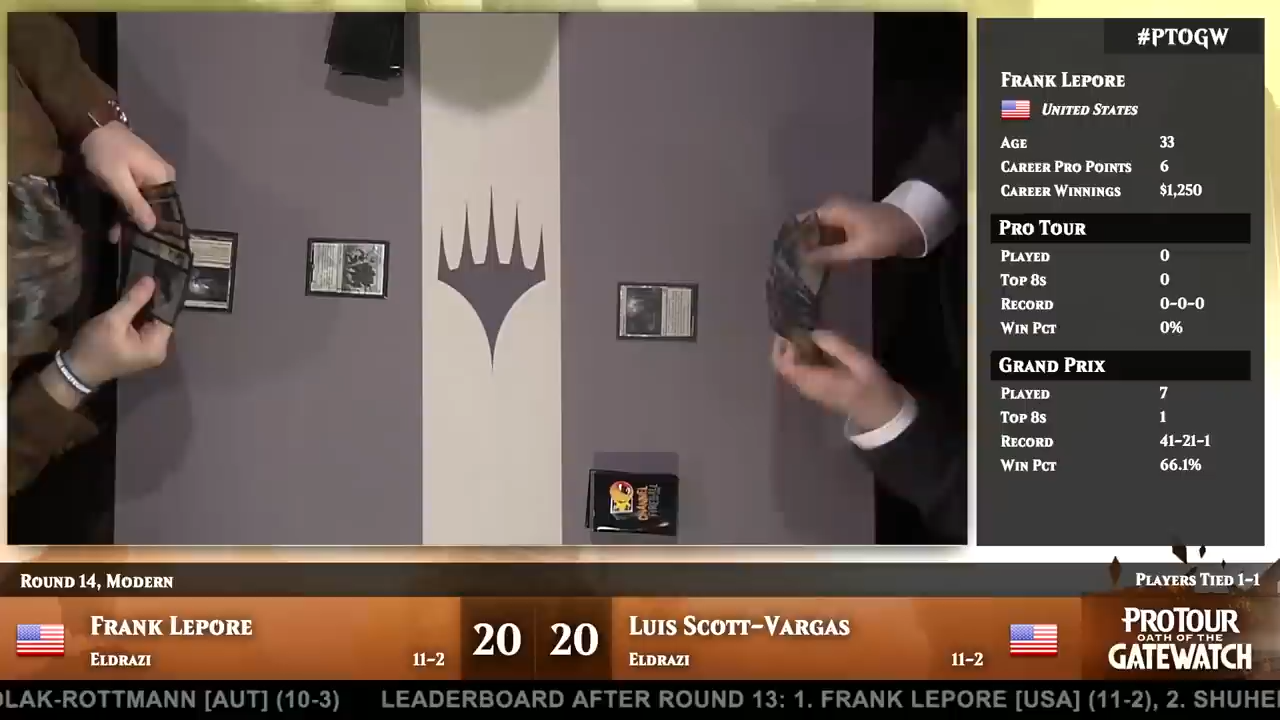 #PTOGW
Frank Lepore
United States
Age 33
Career Pro Points 6
Career Winnings $1,250
Pro Tour
Played 0
Top 8s 0
Record 0-0-0
Win Pct 0%
Grand Prix
Played 7
Top 8s 1
Record 41-21-1
Win Pct 66.1%
CHANNEL
FIREBALL
Round 14, Modern
Players Tied 1-1
Frank Lepore
Eldrazi 11-2
20 20
Luis Scott-Vargas
Eldrazi 11-2
ProTour
OATH OF THE
GATEWATCH
OLAK-ROTTMANN [AUT] (10-3) LEADERBOARD AFTER ROUND 13: 1. FRANK LEPORE [USA] (11-2), 2. SHUHE